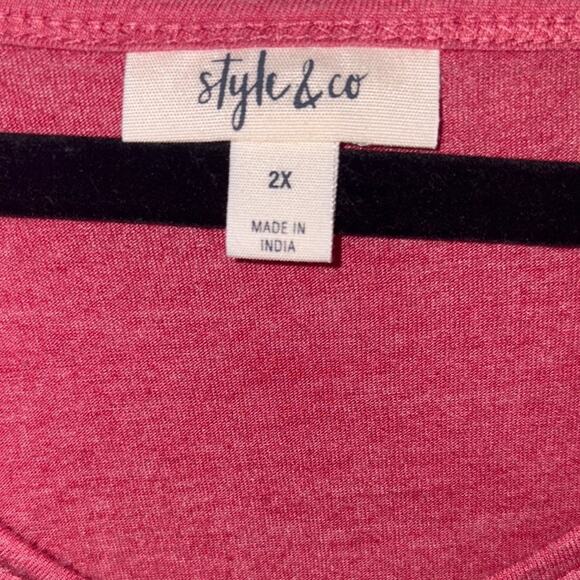 style & co
2X
MADE IN
INDIA